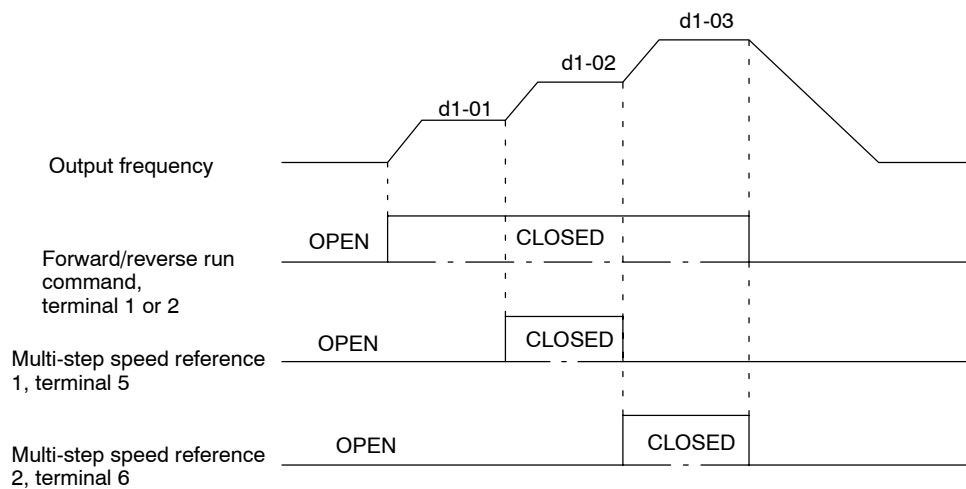 d1-03
d1-02
d1-01
Output frequency
OPEN
CLOSED
Forward/reverse run
command,
terminal 1 or 2
OPEN
CLOSED
Multi-step speed reference
1, terminal 5
OPEN
CLOSED
Multi-step speed reference
2, terminal 6